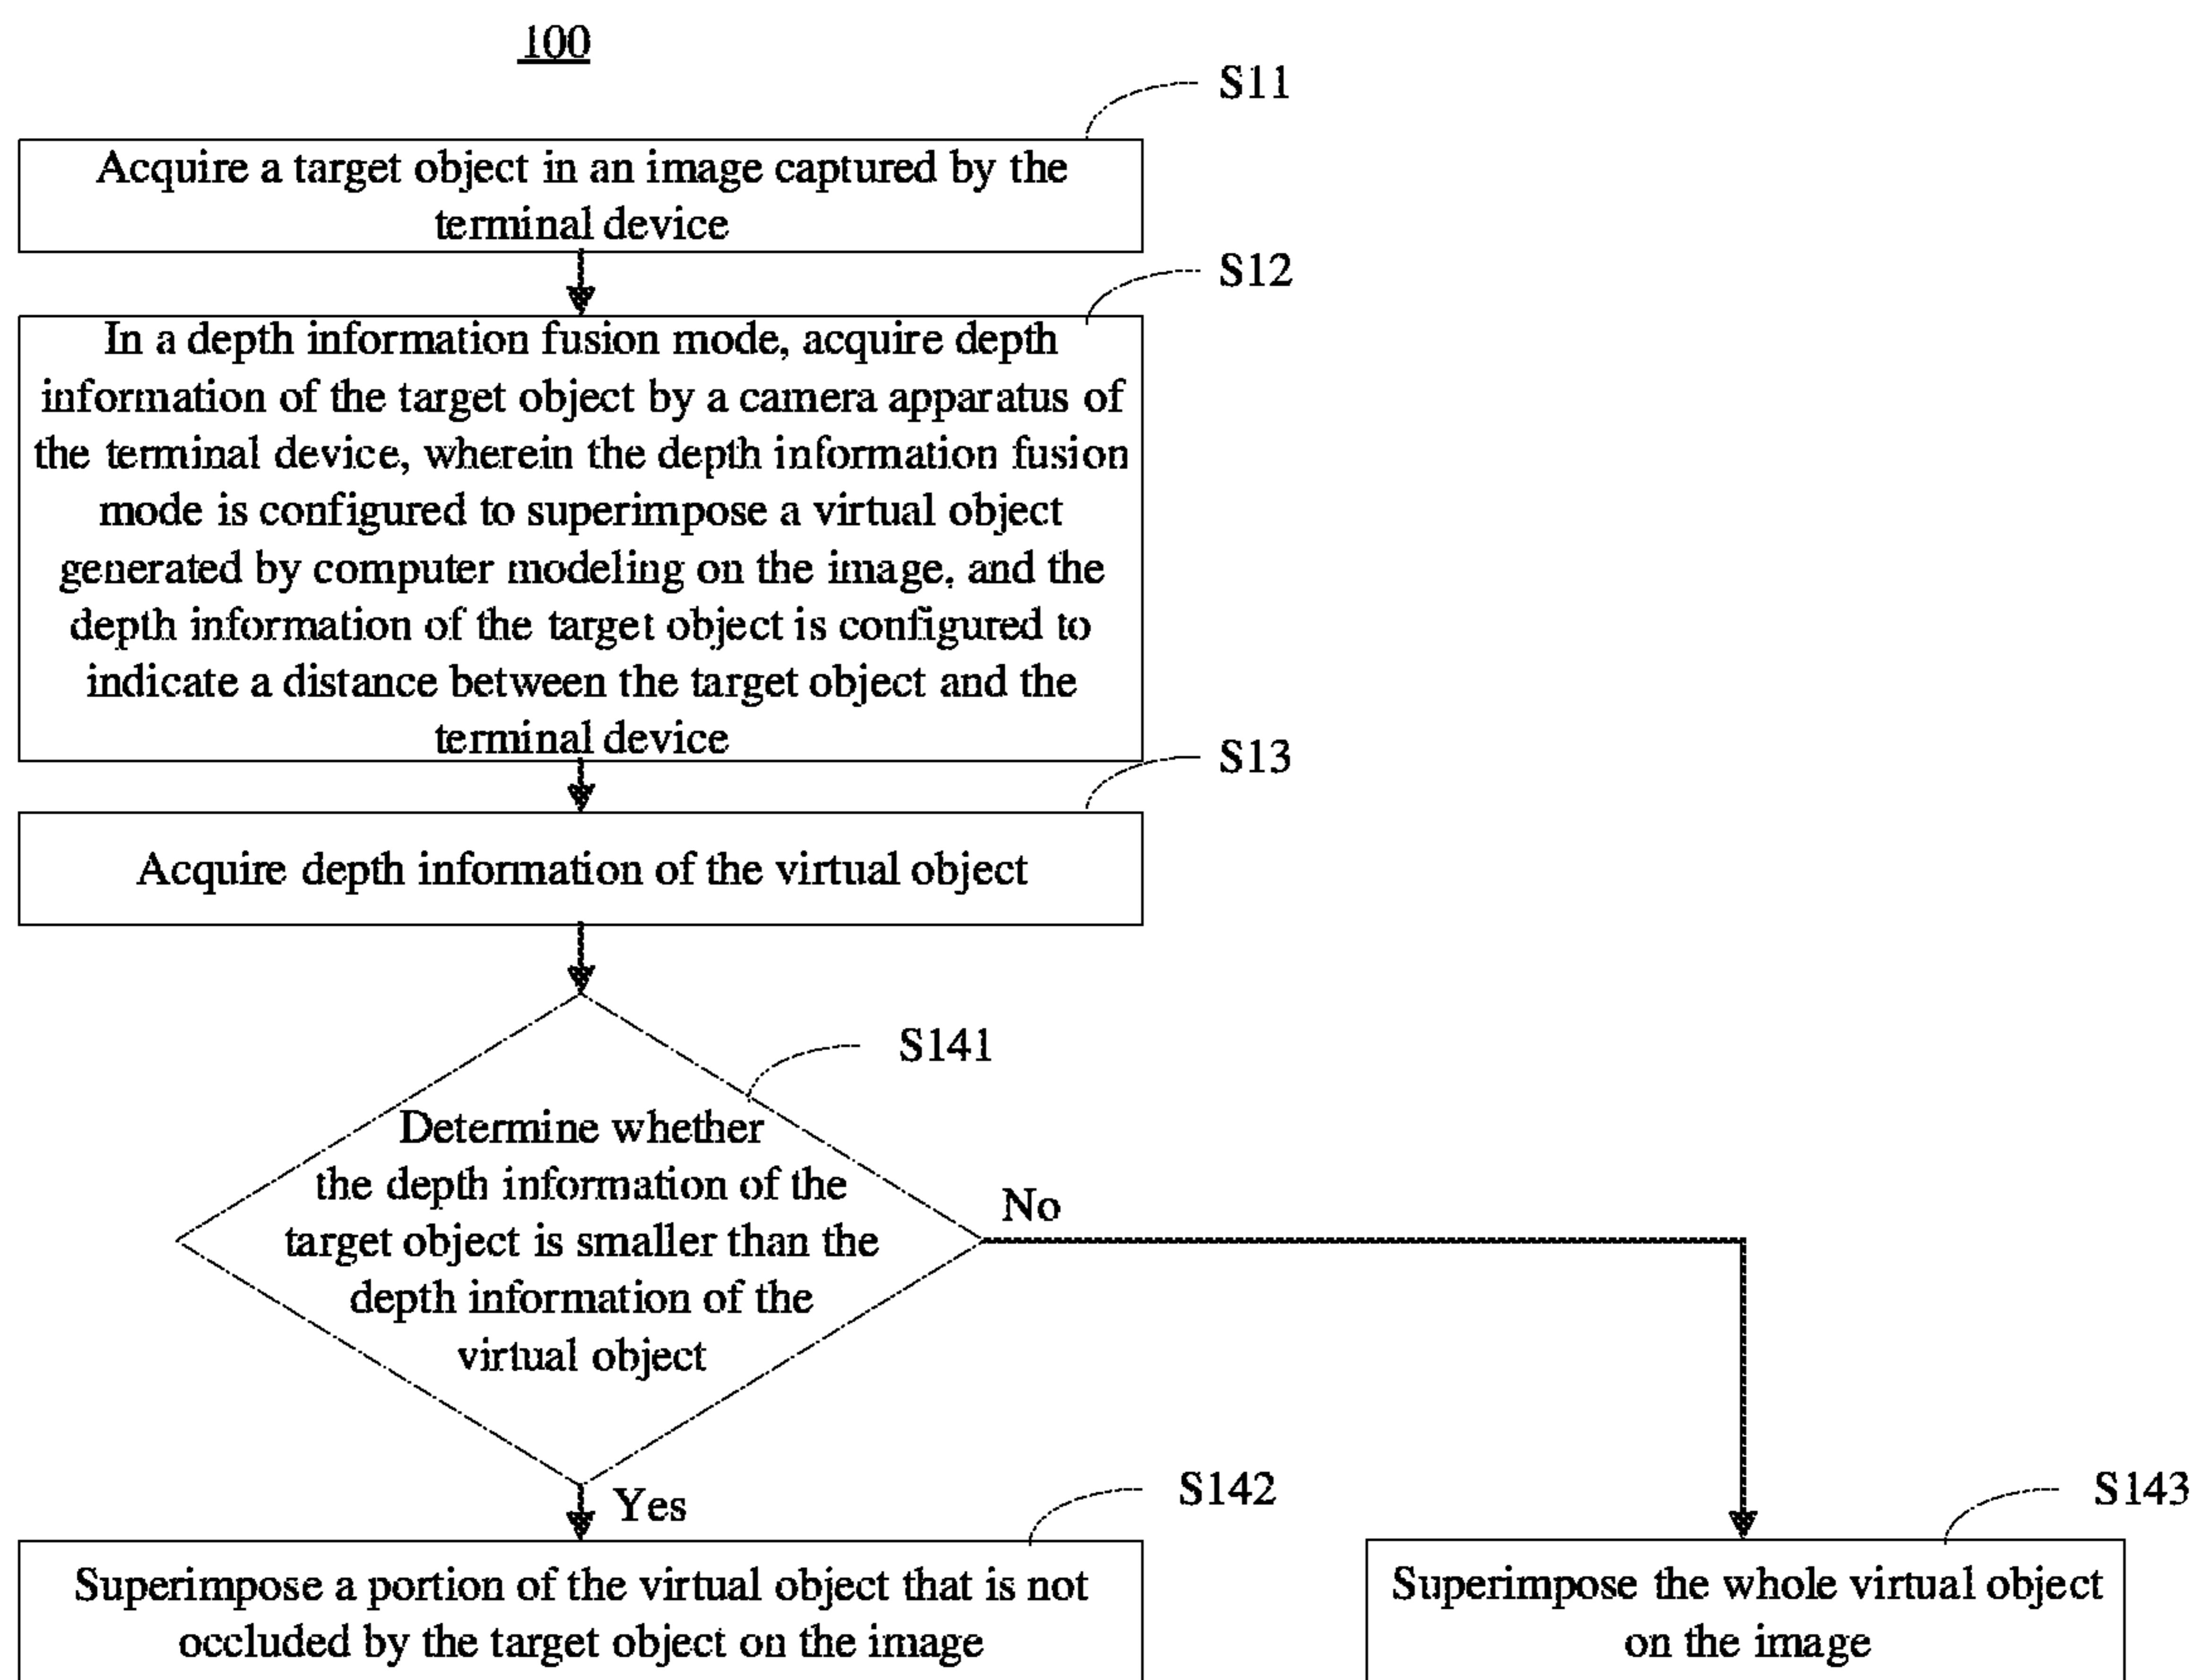 100
S11
Acquire a target object in an image captured by the
terminal device
S12
In a depth information fusion mode, acquire depth
information of the target object by a camera apparatus of
the terminal device, wherein the depth information fusion
mode is configured to superimpose a virtual object
generated by computer modeling on the image, and the
depth information of the target object is configured to
indicate a distance between the target object and the
terminal device
S13
Acquire depth information of the virtual object
S141
Determine whether
the depth information of the
target object is smaller than the
depth information of the
virtual object
No
Yes
S142
Superimpose a portion of the virtual object that is not
occluded by the target object on the image
S143
Superimpose the whole virtual object
on the image